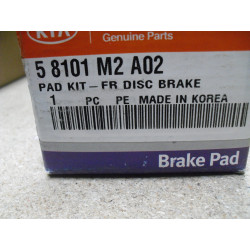 KIA
Genuine Parts
5 8101 M2 A02
PAD KIT-FR DISC BRAKE
1 PC PE MADE IN KOREA
Brake Pad